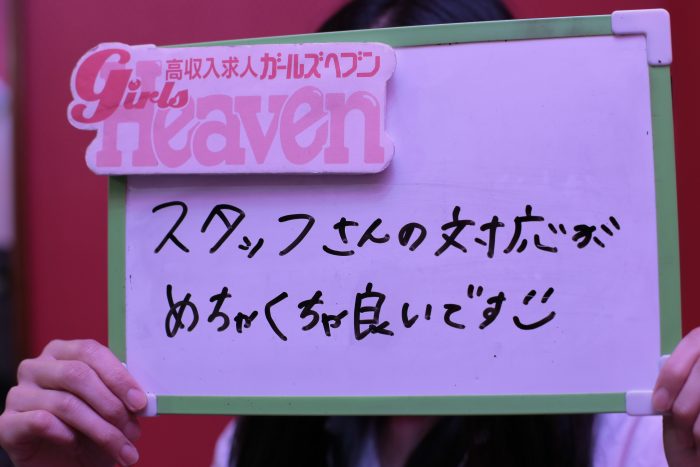 高収入求人ガールズヘブン
Girls
Heaven
スタッフさんの対応が
めちゃくちゃ良いです